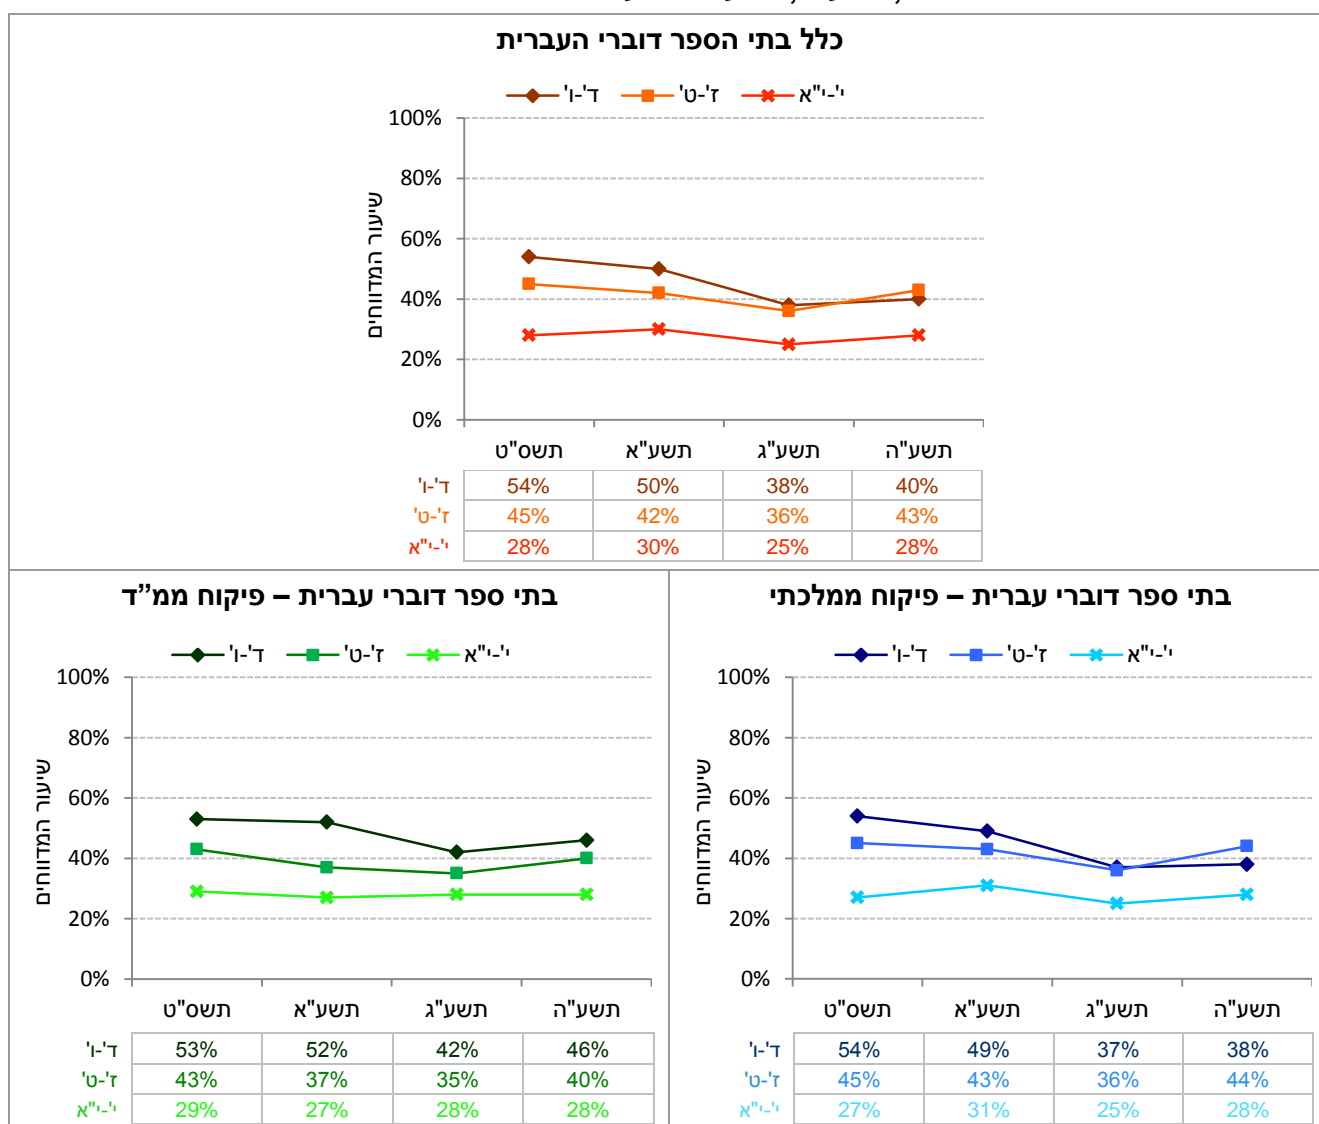 כלל בתי הספר דוברי העברית
ד'-ו' ז'-ט' י'-י"א
100%
80%
60%
40%
20%
0%
שיעור המדווחים
תשס"ט תשע"א תשע"ג תשע"ה
ד'-ו' 54% 50% 38% 40%
ז'-ט' 45% 42% 36% 43%
י'-י"א 28% 30% 25% 28%
בתי ספר דוברי עברית – פיקוח ממלכתי
ד'-ו' ז'-ט' י'-י"א
100%
80%
60%
40%
20%
0%
שיעור המדווחים
תשס"ט תשע"א תשע"ג תשע"ה
ד'-ו' 54% 49% 37% 38%
ז'-ט' 45% 43% 36% 44%
י'-י"א 27% 31% 25% 28%
בתי ספר דוברי עברית – פיקוח ממ”ד
ד'-ו' ז'-ט' י'-י"א
100%
80%
60%
40%
20%
0%
שיעור המדווחים
תשס"ט תשע"א תשע"ג תשע"ה
ד'-ו' 53% 52% 42% 46%
ז'-ט' 43% 37% 35% 40%
י'-י"א 29% 27% 28% 28%